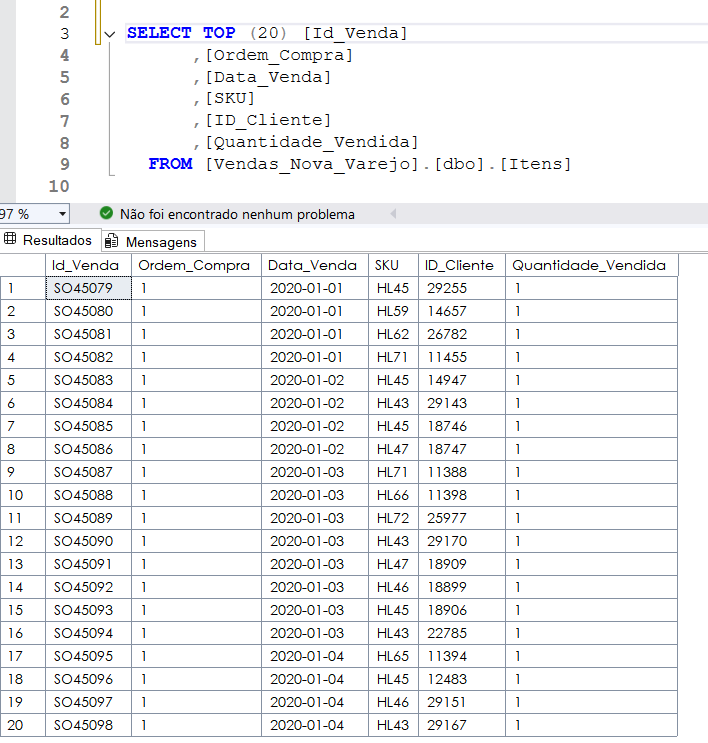 2
3 SELECT TOP (20) [Id_Venda]
4 ,[Ordem_Compra]
5 ,[Data_Venda]
6 ,[SKU]
7 ,[ID_Cliente]
8 ,[Quantidade_Vendida]
9 FROM [Vendas_Nova_Varejo].[dbo].[Itens]
10
97 % Não foi encontrado nenhum problema
Resultados Mensagens
Id_Venda Ordem_Compra Data_Venda SKU ID_Cliente Quantidade_Vendida
1 SO45079 1 2020-01-01 HL45 29255 1
2 SO45080 1 2020-01-01 HL59 14657 1
3 SO45081 1 2020-01-01 HL62 26782 1
4 SO45082 1 2020-01-01 HL71 11455 1
5 SO45083 1 2020-01-02 HL45 14947 1
6 SO45084 1 2020-01-02 HL43 29143 1
7 SO45085 1 2020-01-02 HL45 18746 1
8 SO45086 1 2020-01-02 HL47 18747 1
9 SO45087 1 2020-01-03 HL71 11388 1
10 SO45088 1 2020-01-03 HL66 11398 1
11 SO45089 1 2020-01-03 HL72 25977 1
12 SO45090 1 2020-01-03 HL43 29170 1
13 SO45091 1 2020-01-03 HL47 18909 1
14 SO45092 1 2020-01-03 HL46 18899 1
15 SO45093 1 2020-01-03 HL45 18906 1
16 SO45094 1 2020-01-03 HL43 22785 1
17 SO45095 1 2020-01-04 HL65 11394 1
18 SO45096 1 2020-01-04 HL45 12483 1
19 SO45097 1 2020-01-04 HL46 29151 1
20 SO45098 1 2020-01-04 HL43 29167 1